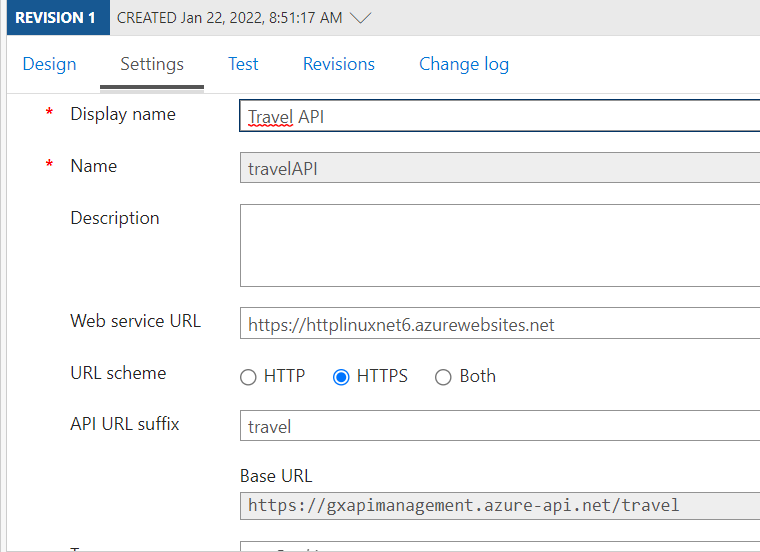 REVISION 1 CREATED Jan 22, 2022, 8:51:17 AM
Design Settings Test Revisions Change log
* Display name Travel API
* Name travelAPI
Description
Web service URL https://httplinuxnet6.azurewebsites.net
URL scheme HTTP HTTPS Both
API URL suffix travel
Base URL
https://gxapimanagement.azure-api.net/travel